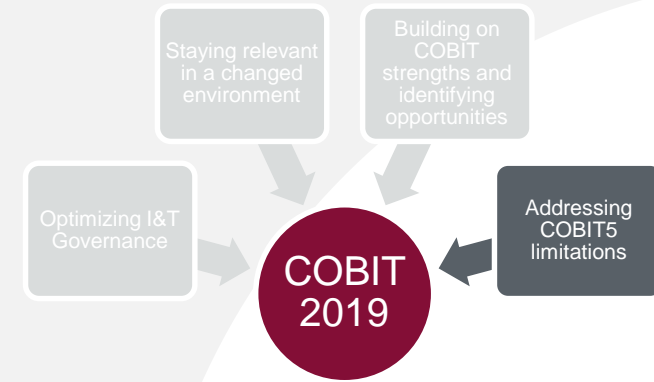 Staying relevant
in a changed
environment
Building on
COBIT
strengths and
identifying
opportunities
Optimizing I&T
Governance
Addressing
COBIT5
limitations
COBIT
2019